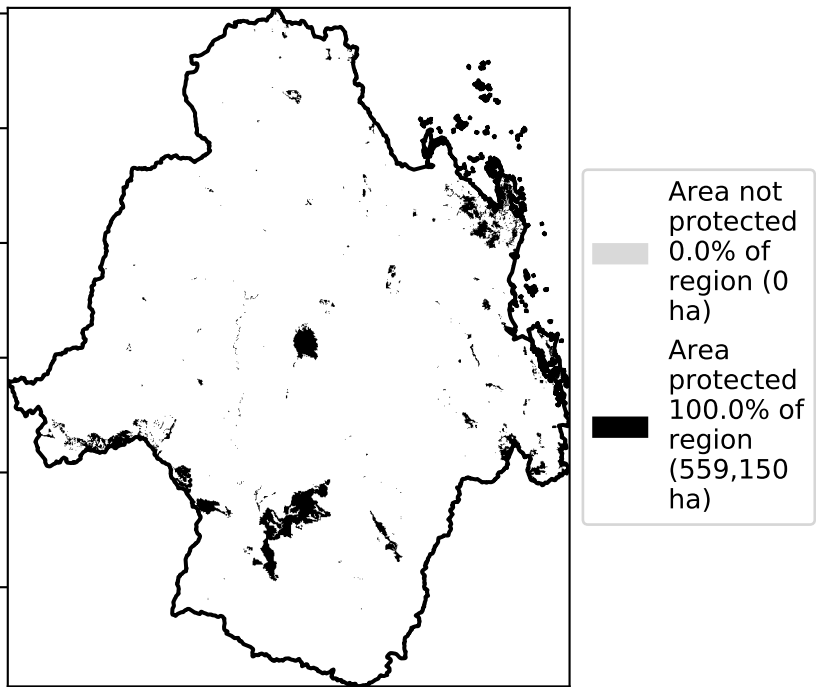 Area not
protected
0.0% of
region (0
ha)
Area
protected
100.0% of
region
(559,150
ha)